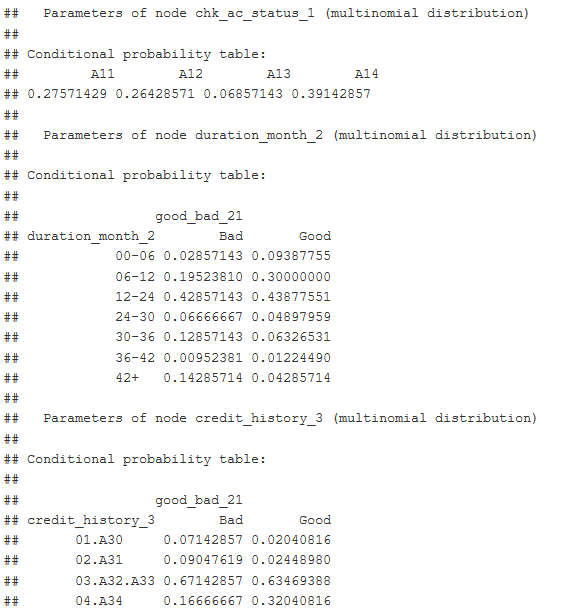 ##   Parameters of node chk_ac_status_1 (multinomial distribution)
##
## Conditional probability table:
##         A11        A12        A13        A14
## 0.27571429 0.26428571 0.06857143 0.39142857
##
##   Parameters of node duration_month_2 (multinomial distribution)
##
## Conditional probability table:
##
##                 good_bad_21
## duration_month_2        Bad       Good
##            00-06 0.02857143 0.09387755
##            06-12 0.19523810 0.30000000
##            12-24 0.42857143 0.43877551
##            24-30 0.06666667 0.04897959
##            30-36 0.12857143 0.06326531
##            36-42 0.00952381 0.01224490
##            42+   0.14285714 0.04285714
##
##   Parameters of node credit_history_3 (multinomial distribution)
##
## Conditional probability table:
##
##                 good_bad_21
## credit_history_3        Bad       Good
##       01.A30     0.07142857 0.02040816
##       02.A31     0.09047619 0.02448980
##       03.A32.A33 0.67142857 0.63469388
##       04.A34     0.16666667 0.32040816